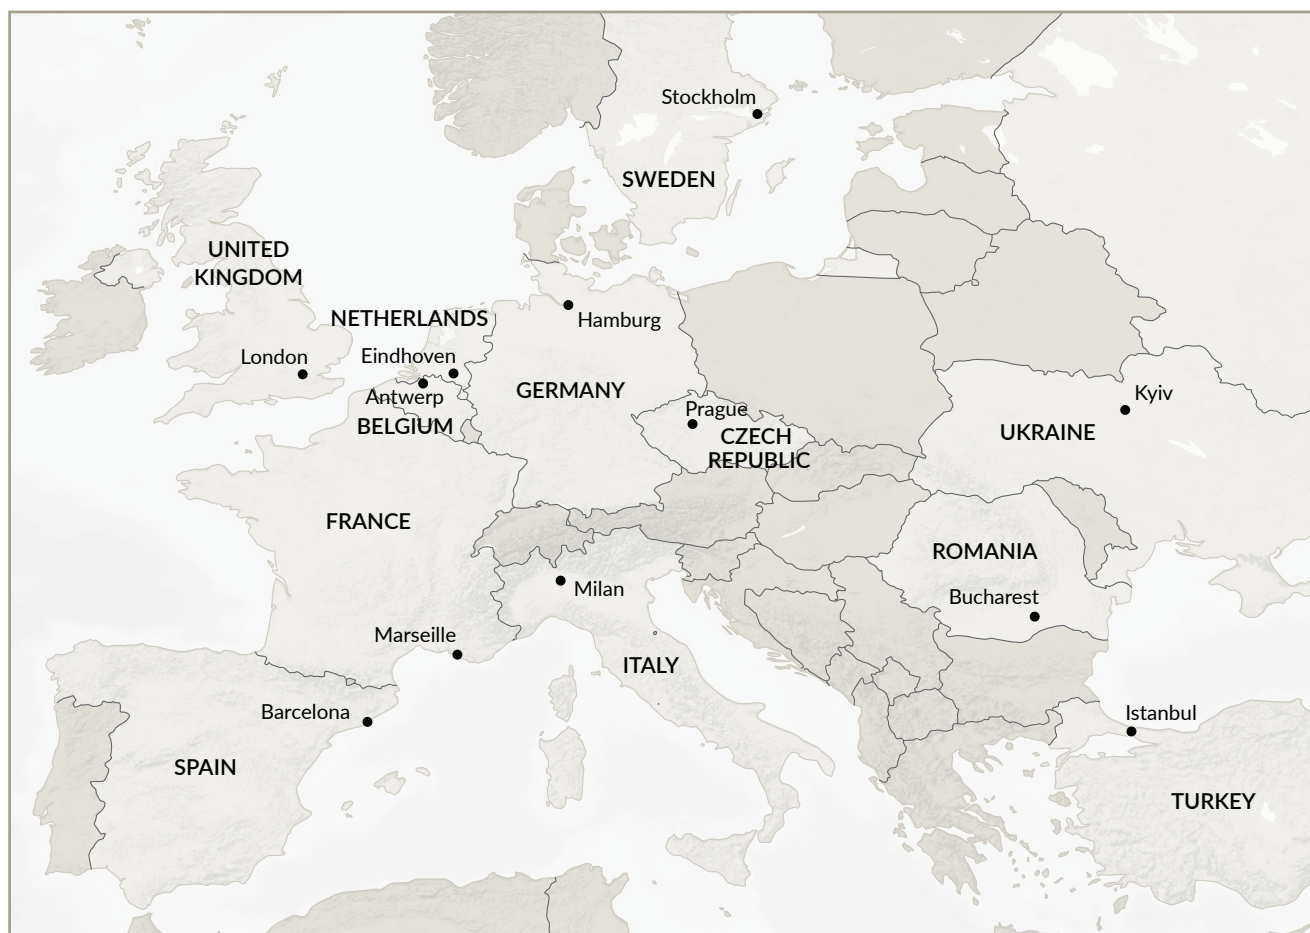 Stockholm
SWEDEN
UNITED
KINGDOM
NETHERLANDS
Hamburg
London
Eindhoven
GERMANY
Antwerp
Kyiv
Prague
BELGIUM
CZECH
REPUBLIC
UKRAINE
FRANCE
ROMANIA
Milan
Bucharest
Marseille
ITALY
Barcelona
Istanbul
SPAIN
TURKEY